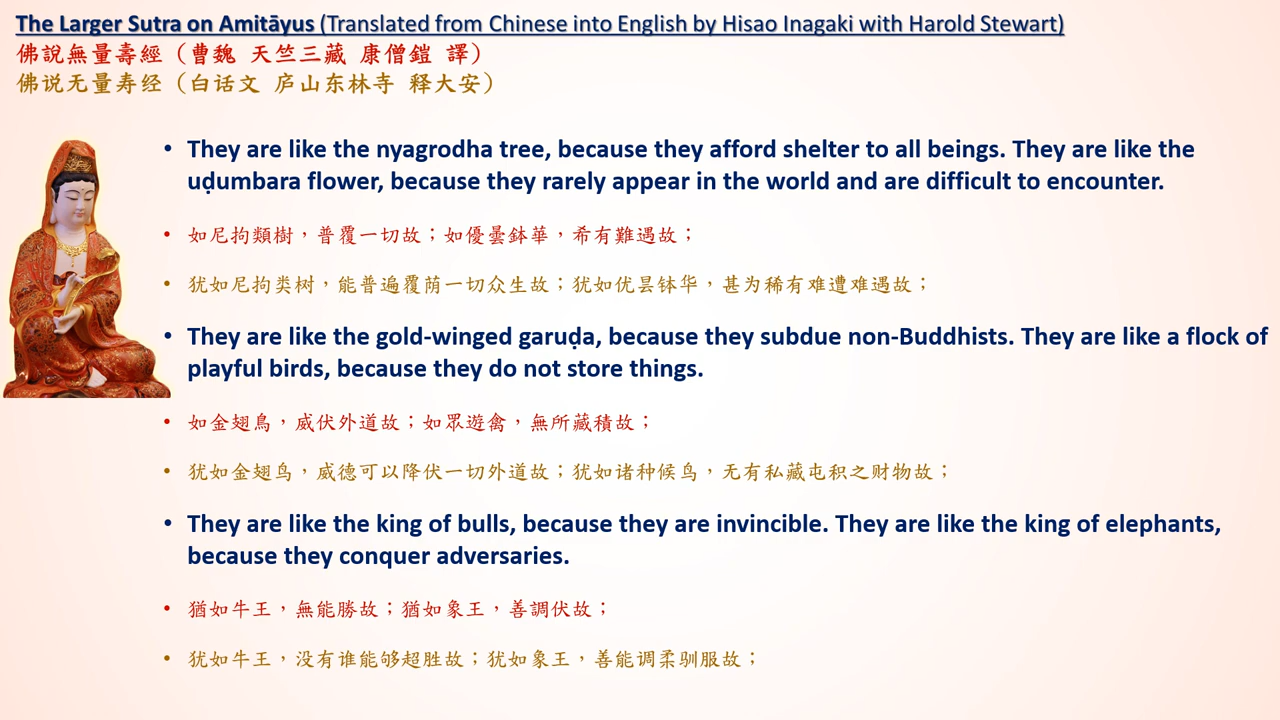 The Larger Sutra on Amitāyus (Translated from Chinese into English by Hisao Inagaki with Harold Stewart)
佛說無量壽經（曹魏 天竺三藏 康僧鎧 譯）
佛说无量寿经（白话文 庐山东林寺 释大安）
• They are like the nyagrodha tree, because they afford shelter to all beings. They are like the
uḍumbara flower, because they rarely appear in the world and are difficult to encounter.
• 如尼拘類樹，普覆一切故；如優曇鉢華，希有難遇故；
• 犹如尼拘类树，能普遍覆荫一切众生故；犹如优昙钵华，甚为稀有难遭难遇故；
• They are like the gold-winged garuḍa, because they subdue non-Buddhists. They are like a flock of
playful birds, because they do not store things.
• 如金翅鳥，威伏外道故；如眾遊禽，無所藏積故；
• 犹如金翅鸟，威德可以降伏一切外道故；犹如诸种候鸟，无有私藏屯积之财物故；
• They are like the king of bulls, because they are invincible. They are like the king of elephants,
because they conquer adversaries.
• 猶如牛王，無能勝故；猶如象王，善調伏故；
• 犹如牛王，没有谁能够超胜故；犹如象王，善能调柔驯服故；